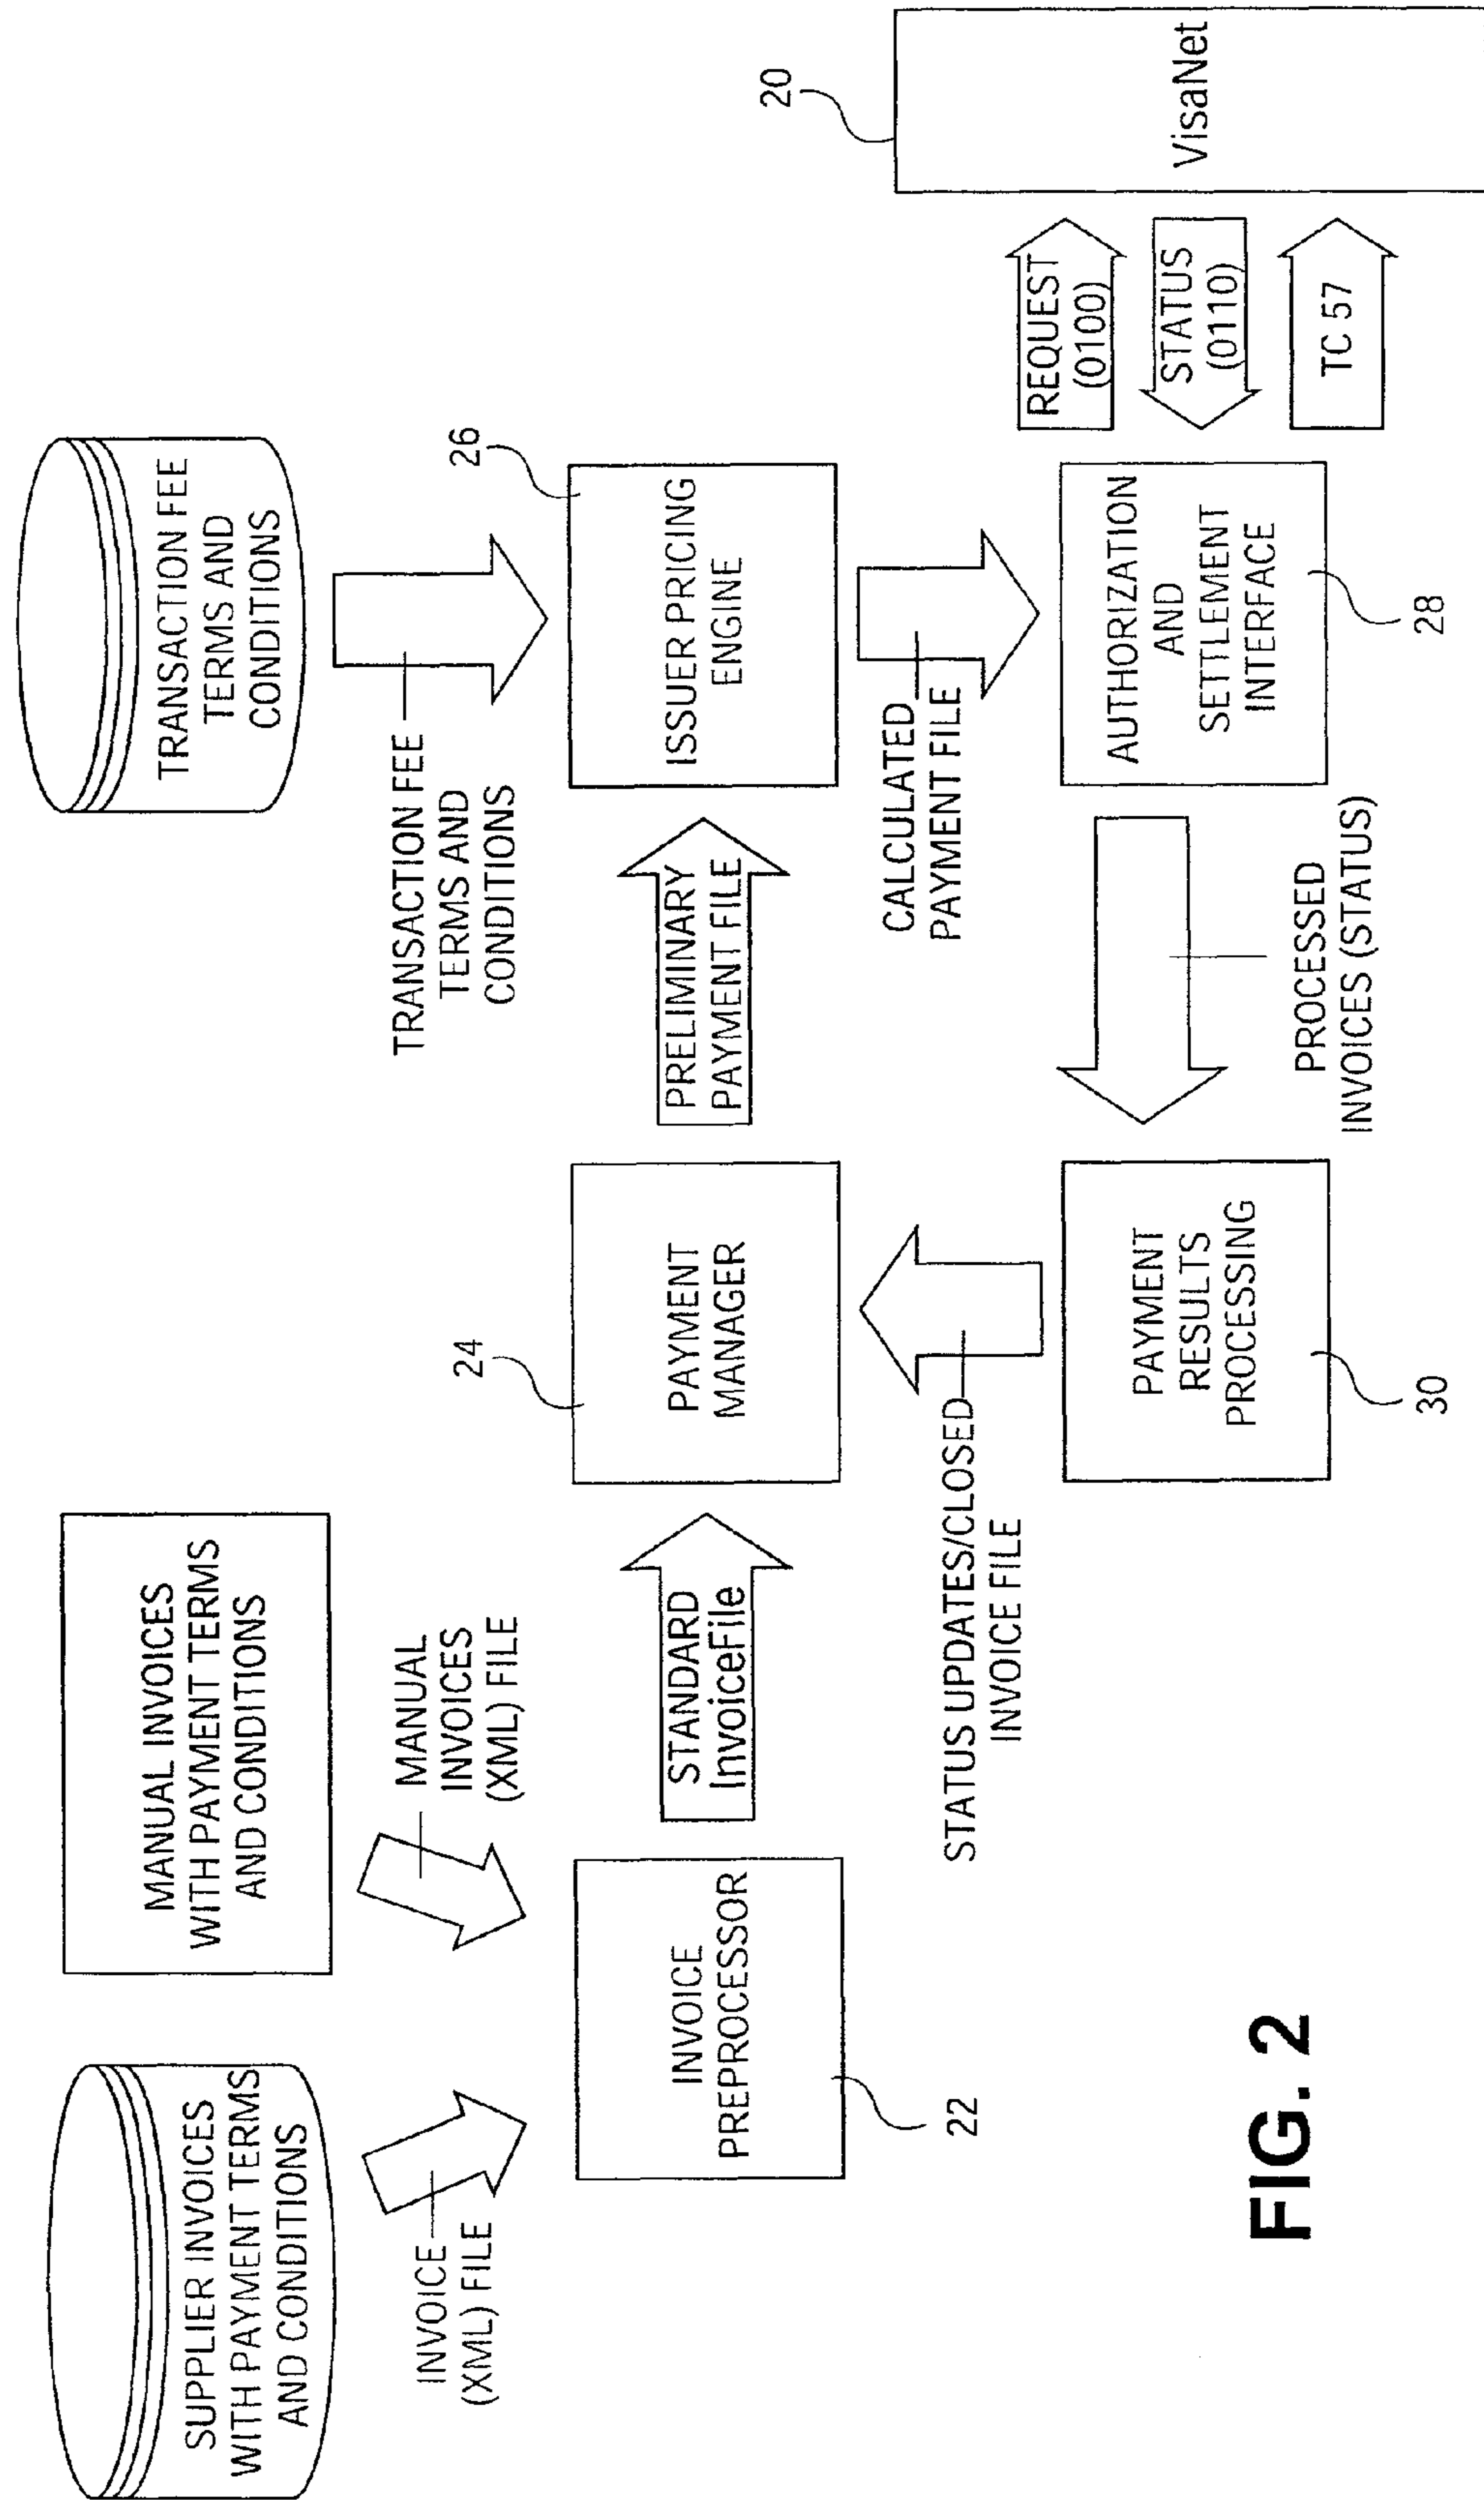 SUPPLIER INVOICES
WITH PAYMENT TERMS
AND CONDITIONS
MANUAL INVOICES
WITH PAYMENT TERMS
AND CONDITIONS
TRANSACTION FEE
TERMS AND
CONDITIONS
INVOICE
(XML) FILE
MANUAL
INVOICES
(XML) FILE
TRANSACTION FEE
TERMS AND
CONDITIONS
24
26
INVOICE
PREPROCESSOR
22
STANDARD
InvoiceFile
PAYMENT
MANAGER
PRELIMINARY
PAYMENT FILE
ISSUER PRICING
ENGINE
20
STATUS UPDATES/CLOSED
INVOICE FILE
CALCULATED
PAYMENT FILE
PAYMENT
RESULTS
PROCESSING
30
PROCESSED
INVOICES (STATUS)
AUTHORIZATION
AND
SETTLEMENT
INTERFACE
28
REQUEST
(0100)
STATUS
(0110)
TC 57
VisaNet
FIG. 2